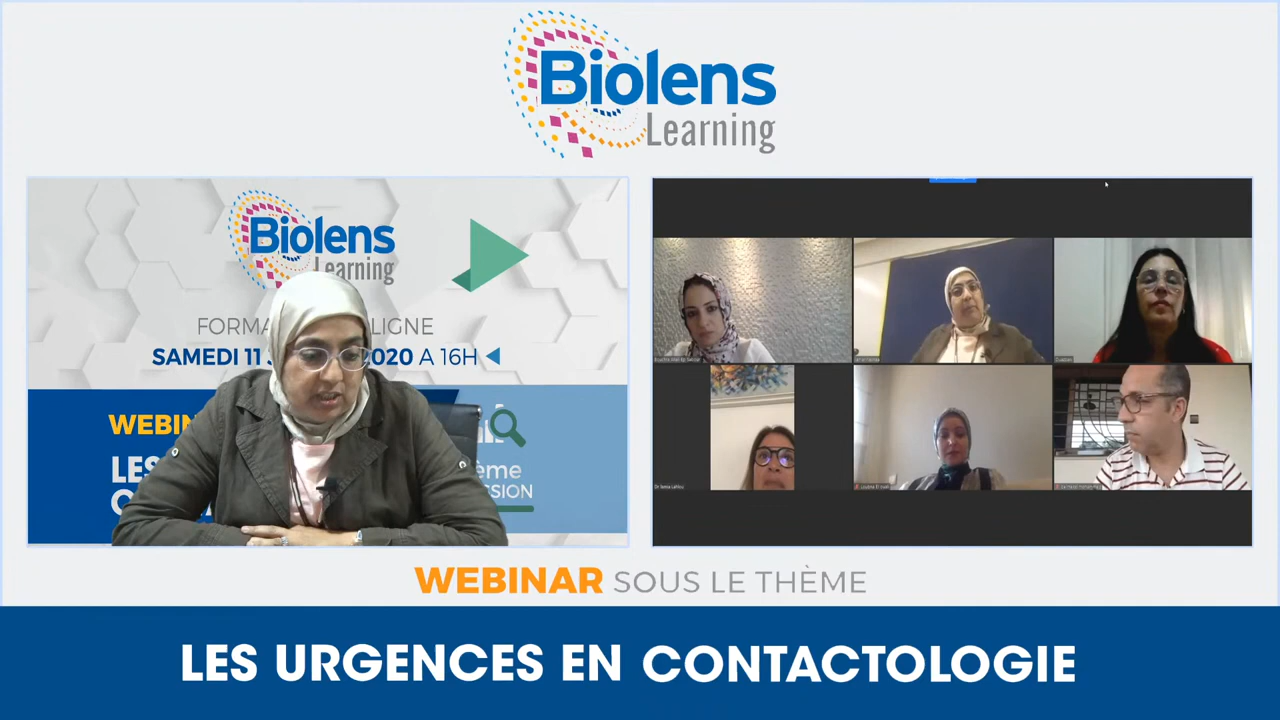 Biolens
Learning
Biolens
Learning
FORMA LIGNE
SAMEDI 11 2020 A 16H
WEBIN
LES
ème
SSION
WEBINAR SOUS LE THÈME
LES URGENCES EN CONTACTOLOGIE